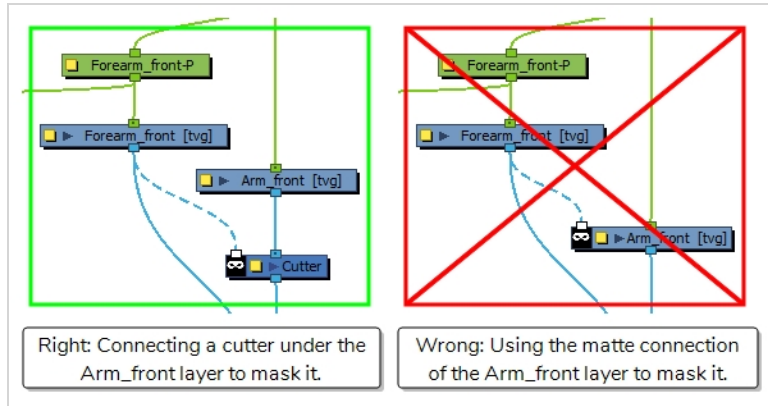 Forearm_front-P
Forearm_front [tvg]
Arm_front [tvg]
Cutter
Right: Connecting a cutter under the
Arm_front layer to mask it.
Forearm_front-P
Forearm_front [tvg]
Arm_front [tvg]
Wrong: Using the matte connection
of the Arm_front layer to mask it.